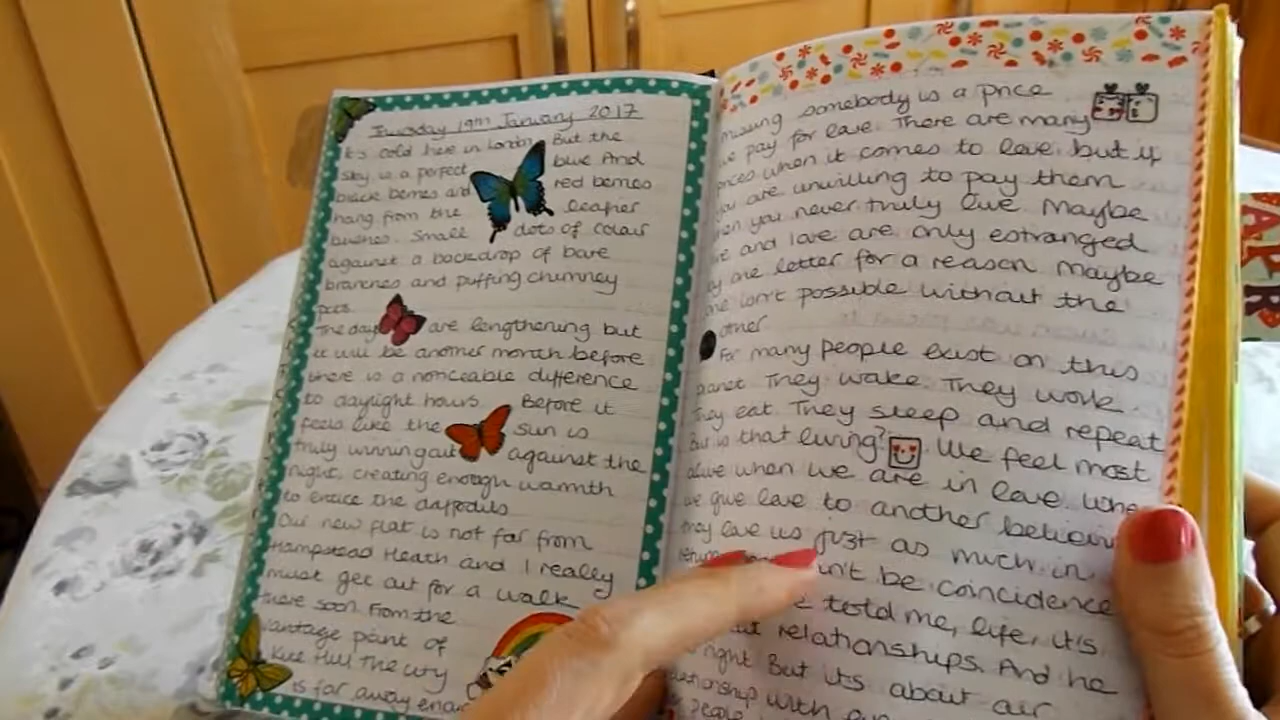 Tuesday 19th January 2017
It's cold here in London But the
sky is a perfect blue And
black berries and red berries
hang from the leafier
bushes. Small dots of colour
against a backdrop of bare
branches and puffing chimney
pots.
The days are lengthening but
it will be another month before
there is a noticeable difference
to daylight hours. Before it
feels like the sun is
truly winning out against the
night, creating enough warmth
to entice the daffodils
Our new flat is not far from
Hampstead Heath and I really
must get out for a walk
there soon. From the
vantage point of
Kite Hill The city
is far away
missing somebody is a price
we pay for love. There are many
prices when it comes to love but if
you are unwilling to pay them
then you never truly live. Maybe
live and love are only estranged
by one letter for a reason Maybe
one isn't possible without the
other
For many people exist on this
planet They wake They work
They eat. They sleep and repeat
But is that living? We feel most
alive when we are in love. When
we give love to another believing
they love us just as much in
return be coincidence
told me, life, it's
relationships. And he
right But its about our
relationship with
people